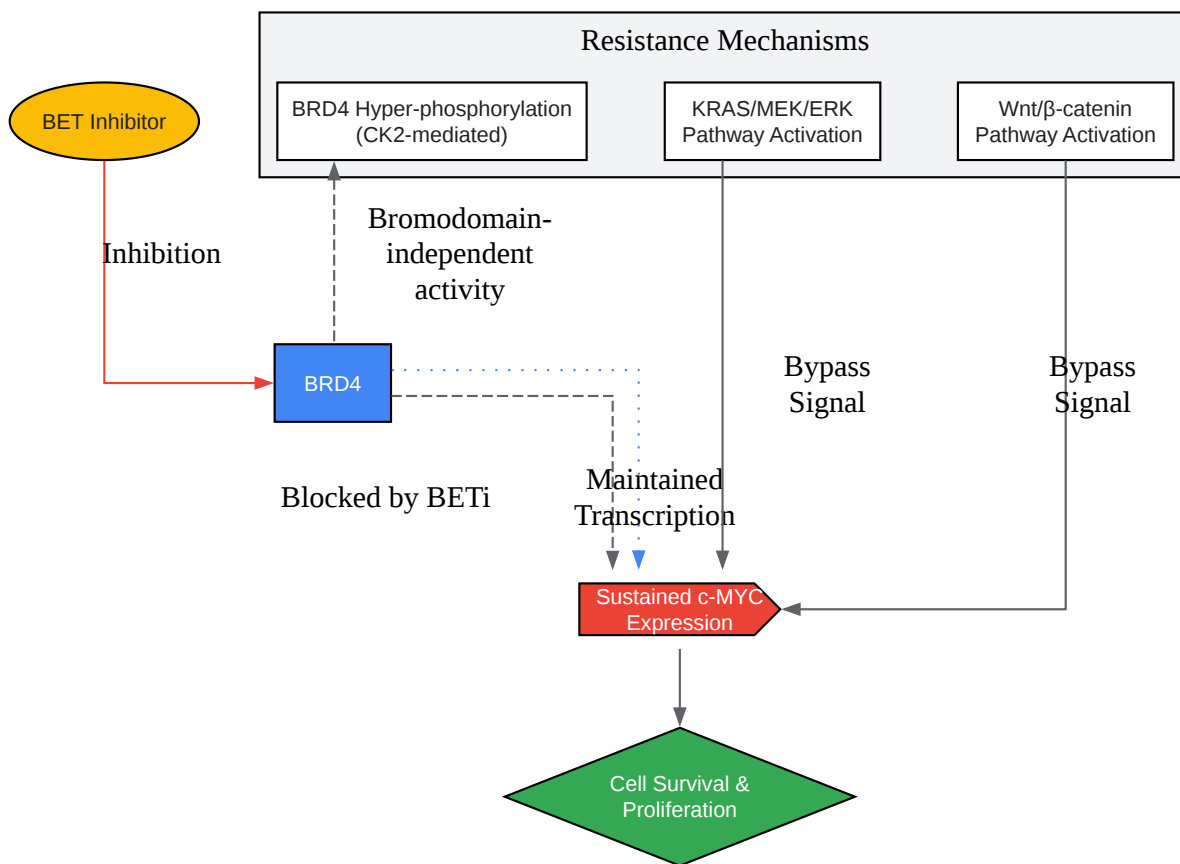 Resistance Mechanisms
BET Inhibitor
BRD4 Hyper-phosphorylation
(CK2-mediated)
KRAS/MEK/ERK
Pathway Activation
Wnt/β-catenin
Pathway Activation
Inhibition
Bromodomain-
independent
activity
BRD4
Bypass
Signal
Bypass
Signal
Blocked by BETi
Maintained
Transcription
Sustained c-MYC
Expression
Cell Survival &
Proliferation